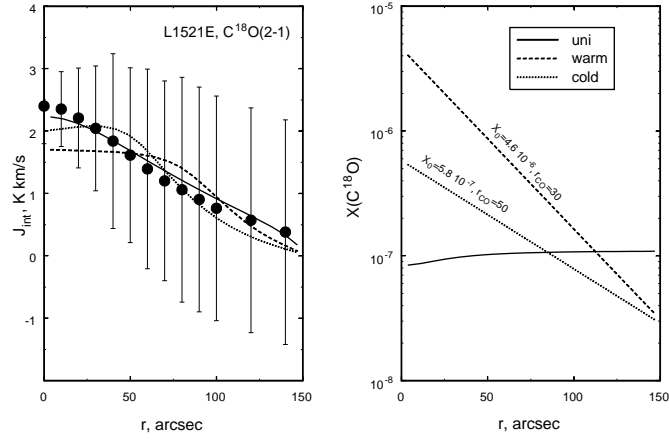 L1521E, C¹⁸O(2-1)
J_int, K km/s
4
3
2
1
0
-1
0
50
100
150
r, arcsec
X(C¹⁸O)
10⁻⁵
10⁻⁶
10⁻⁷
10⁻⁸
uni
warm
cold
X₀=4.6 10⁻⁶, r_CO=30
X₀=5.8 10⁻⁷, r_CO=50
0
50
100
150
r, arcsec